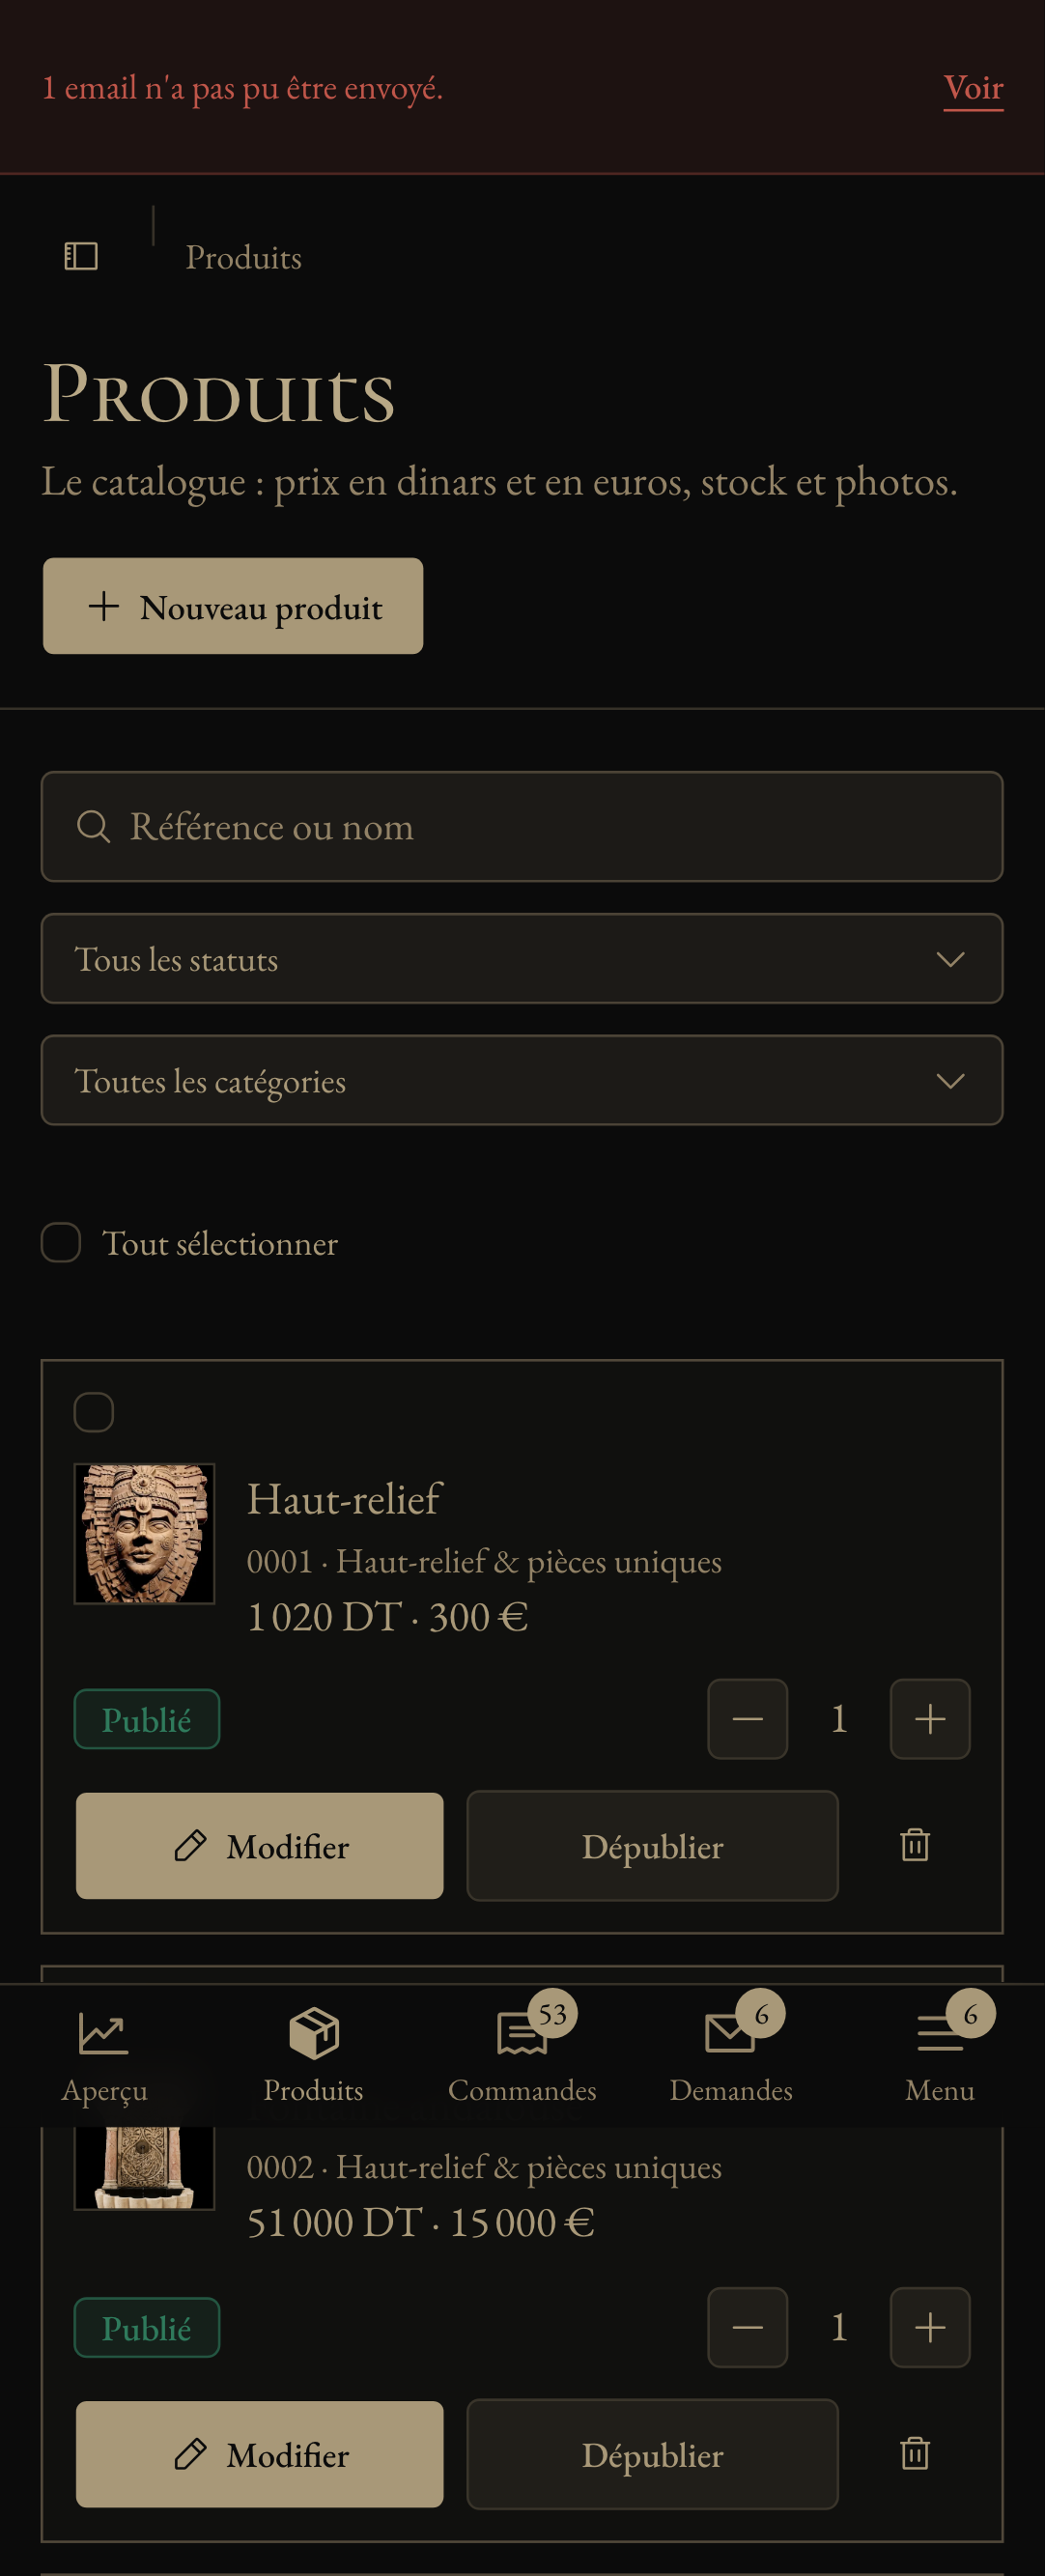 1 email n'a pas pu être envoyé.
Voir
Produits
Produits
Le catalogue : prix en dinars et en euros, stock et photos.
Nouveau produit
Référence ou nom
Tous les statuts
Toutes les catégories
Tout sélectionner
Haut-relief
0001 · Haut-relief & pièces uniques
1 020 DT · 300 €
Publié
1
Modifier
Dépublier
53
6
6
Aperçu
Produits
Commandes
Demandes
Menu
0002 · Haut-relief & pièces uniques
51 000 DT · 15 000 €
Publié
1
Modifier
Dépublier